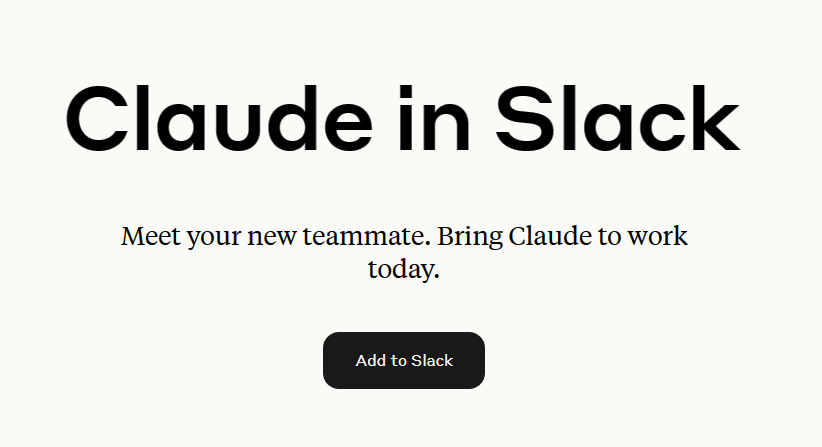 Claude in Slack
Meet your new teammate. Bring Claude to work
today.
Add to Slack